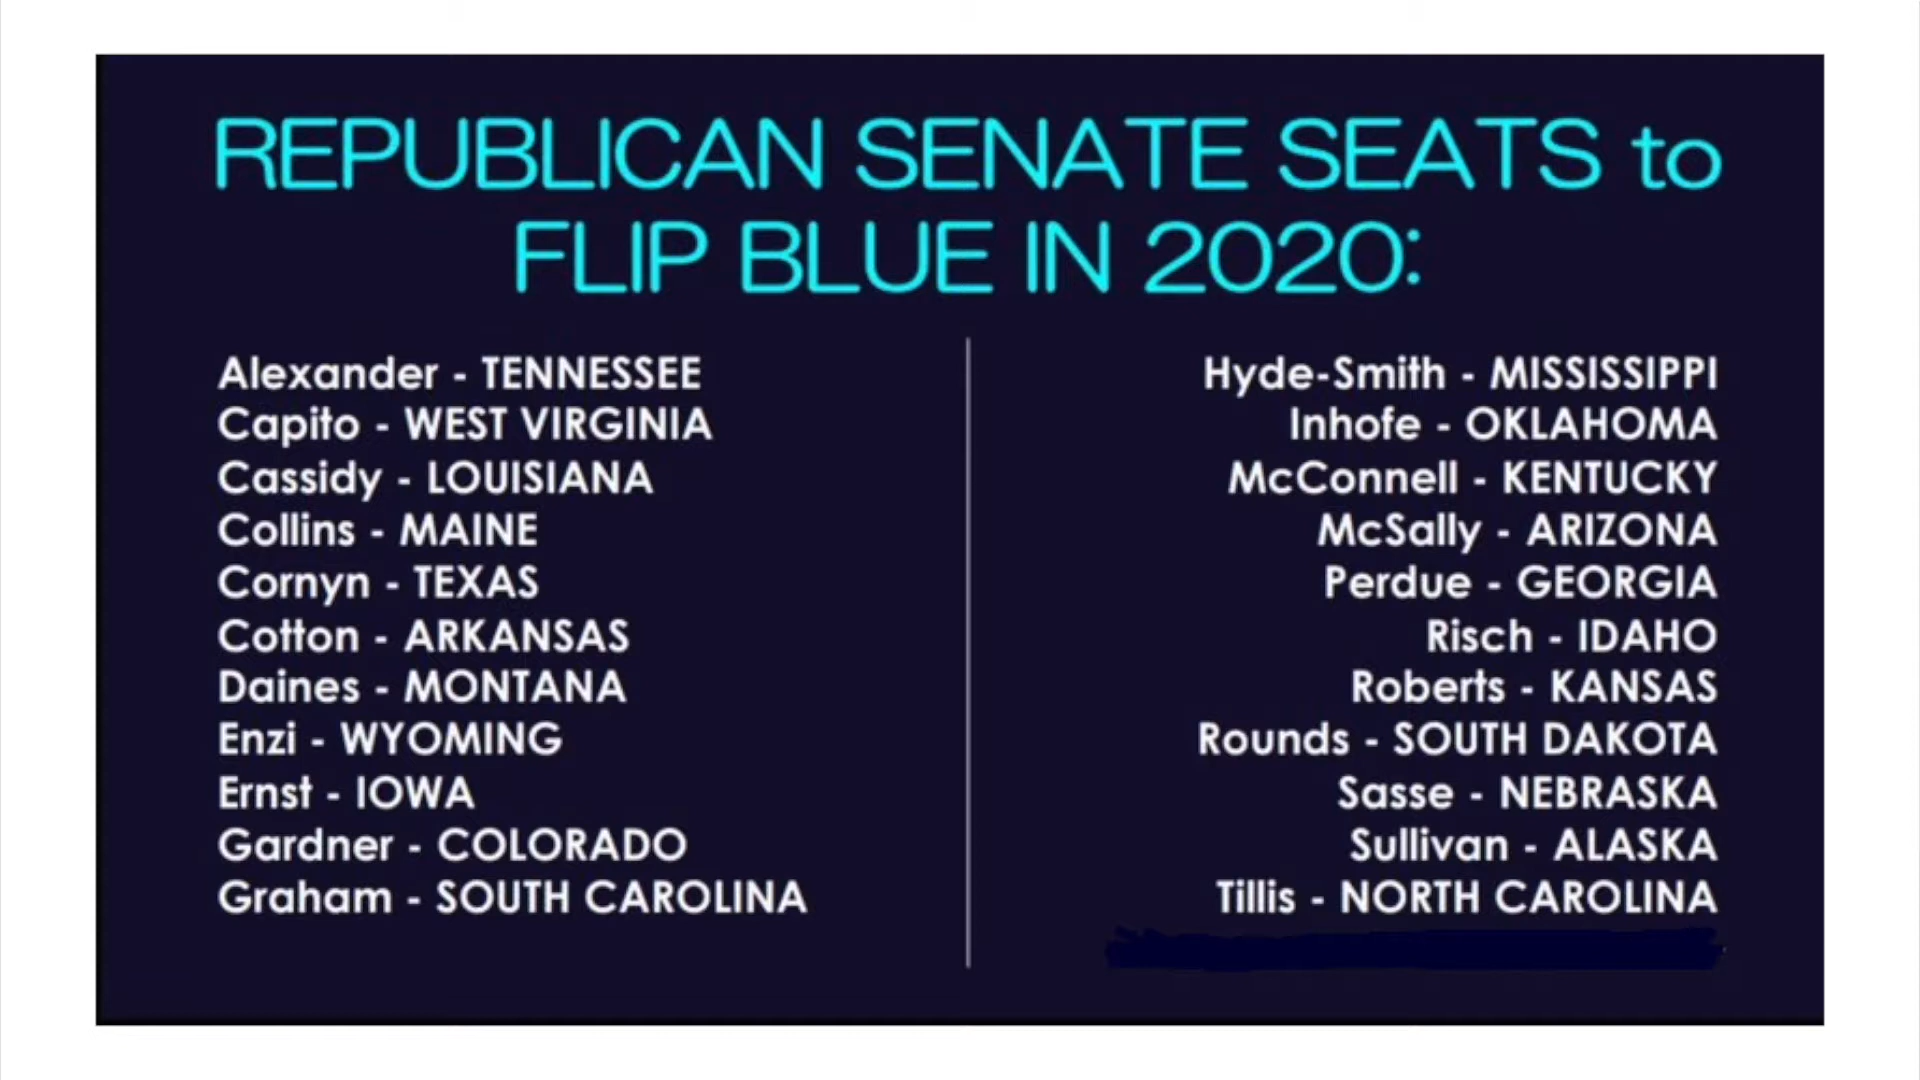 REPUBLICAN SENATE SEATS to
FLIP BLUE IN 2020:
Alexander - TENNESSEE
Capito - WEST VIRGINIA
Cassidy - LOUISIANA
Collins - MAINE
Cornyn - TEXAS
Cotton - ARKANSAS
Daines - MONTANA
Enzi - WYOMING
Ernst - IOWA
Gardner - COLORADO
Graham - SOUTH CAROLINA
Hyde-Smith - MISSISSIPPI
Inhofe - OKLAHOMA
McConnell - KENTUCKY
McSally - ARIZONA
Perdue - GEORGIA
Risch - IDAHO
Roberts - KANSAS
Rounds - SOUTH DAKOTA
Sasse - NEBRASKA
Sullivan - ALASKA
Tillis - NORTH CAROLINA